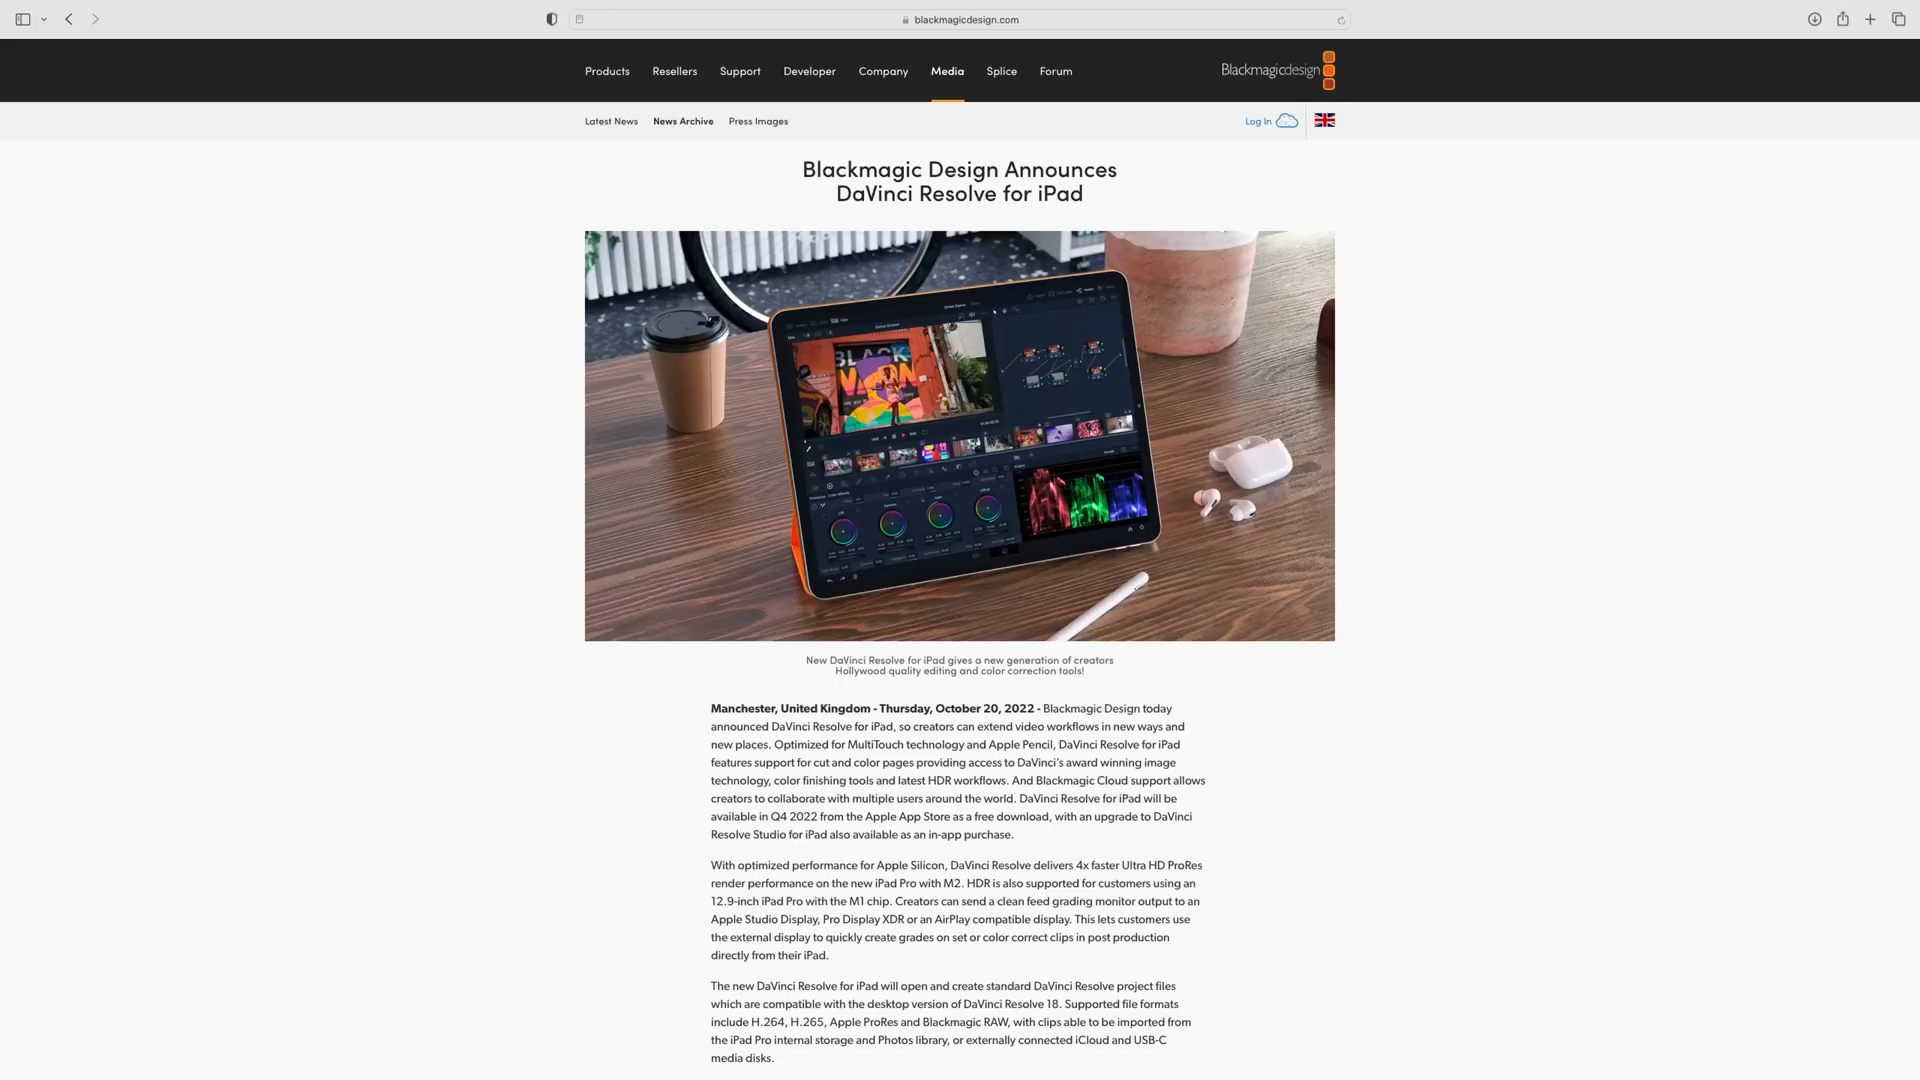 blackmagicdesign.com
Products Resellers Support Developer Company Media Splice Forum
Blackmagicdesign
Latest News News Archive Press Images
Log In
Blackmagic Design Announces
DaVinci Resolve for iPad
BLACK
New DaVinci Resolve for iPad gives a new generation of creators
Hollywood quality editing and color correction tools!
Manchester, United Kingdom - Thursday, October 20, 2022 - Blackmagic Design today
announced DaVinci Resolve for iPad, so creators can extend video workflows in new ways and
new places. Optimized for MultiTouch technology and Apple Pencil, DaVinci Resolve for iPad
features support for cut and color pages providing access to DaVinci’s award winning image
technology, color finishing tools and latest HDR workflows. And Blackmagic Cloud support allows
creators to collaborate with multiple users around the world. DaVinci Resolve for iPad will be
available in Q4 2022 from the Apple App Store as a free download, with an upgrade to DaVinci
Resolve Studio for iPad also available as an in-app purchase.
With optimized performance for Apple Silicon, DaVinci Resolve delivers 4x faster Ultra HD ProRes
render performance on the new iPad Pro with M2. HDR is also supported for customers using an
12.9-inch iPad Pro with the M1 chip. Creators can send a clean feed grading monitor output to an
Apple Studio Display, Pro Display XDR or an AirPlay compatible display. This lets customers use
the external display to quickly create grades on set or color correct clips in post production
directly from their iPad.
The new DaVinci Resolve for iPad will open and create standard DaVinci Resolve project files
which are compatible with the desktop version of DaVinci Resolve 18. Supported file formats
include H.264, H.265, Apple ProRes and Blackmagic RAW, with clips able to be imported from
the iPad Pro internal storage and Photos library, or externally connected iCloud and USB-C
media disks.